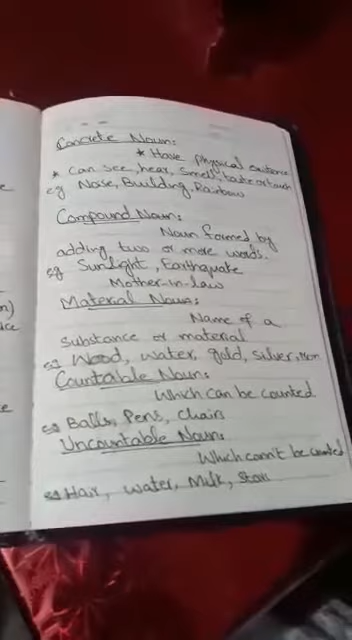 Concrete Noun:
* Have physical existence
* Can see, hear, smell, taste or touch
eg Nose, Building, Rainbow
Compound Noun:
Noun formed by
adding two or more words.
eg Sunlight, Earthquate
Mother-in-law
Material Noun:
Name of a
substance or material
eg Wood, water, gold, silver, Iron
Countable Noun:
Which can be counted
eg Balls, Pens, Chairs
Uncountable Noun:
Which can't be counted
eg Hair, water, Milk, Stars